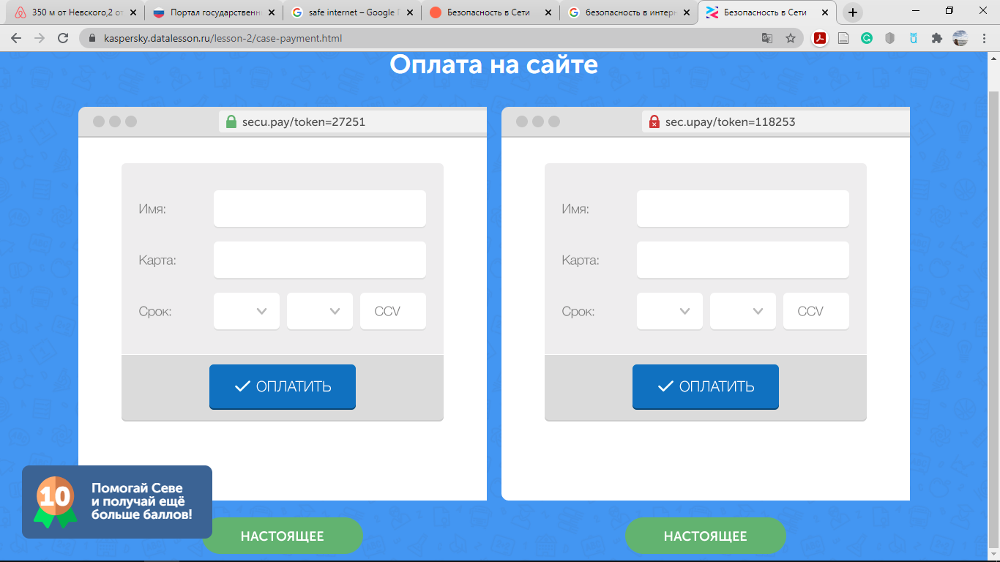 350 м от Невского,2 от
Портал государственн
safe internet – Google П
Безопасность в Сети
безопасность в интерн
Безопасность в Сети
kaspersky.datalesson.ru/lesson-2/case-payment.html
Оплата на сайте
secu.pay/token=27251
Имя:
Карта:
Срок:
CCV
ОПЛАТИТЬ
НАСТОЯЩЕЕ
sec.upay/token=118253
Имя:
Карта:
Срок:
CCV
ОПЛАТИТЬ
НАСТОЯЩЕЕ
10
Помогай Севе
и получай ещё
больше баллов!